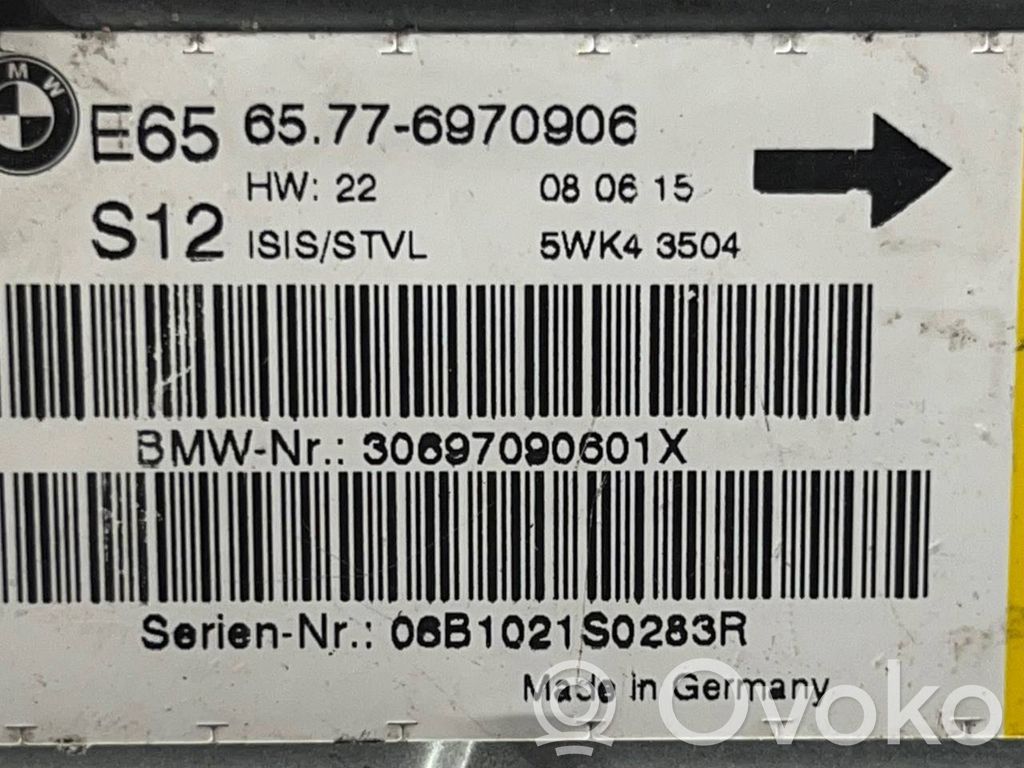 BMW
E65 65.77-6970906
HW: 22 08 06 15
S12 ISIS/STVL 5WK4 3504
BMW-Nr.: 30697090601X
Serien-Nr.: 06B1021S0283R
Made in Germany
Ovoko